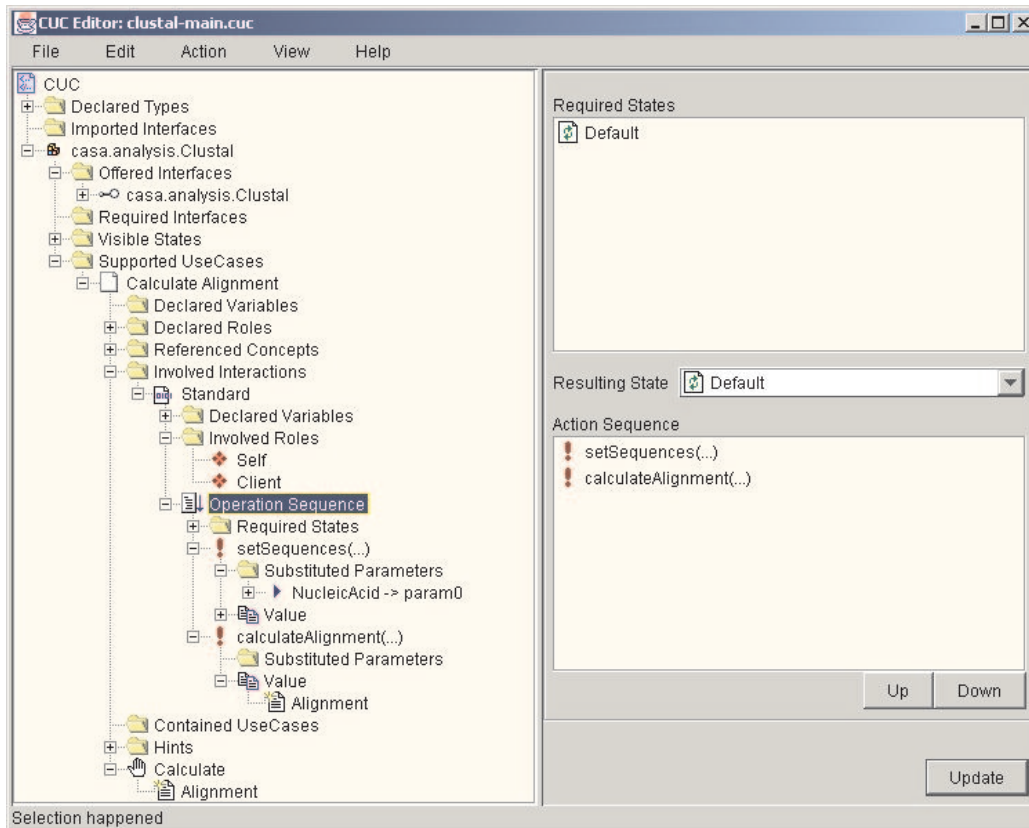 CUC Editor: clustal-main.cuc
File Edit Action View Help
CUC
Declared Types
Imported Interfaces
casa.analysis.Clustal
Offered Interfaces
casa.analysis.Clustal
Required Interfaces
Visible States
Supported UseCases
Calculate Alignment
Declared Variables
Declared Roles
Referenced Concepts
Involved Interactions
Standard
Declared Variables
Involved Roles
Self
Client
Operation Sequence
Required States
setSequences(...)
Substituted Parameters
NucleicAcid -> param0
Value
calculateAlignment(...)
Substituted Parameters
Value
Alignment
Contained UseCases
Hints
Calculate
Alignment
Required States
Default
Resulting State Default
Action Sequence
setSequences(...)
calculateAlignment(...)
Up Down
Update
Selection happened